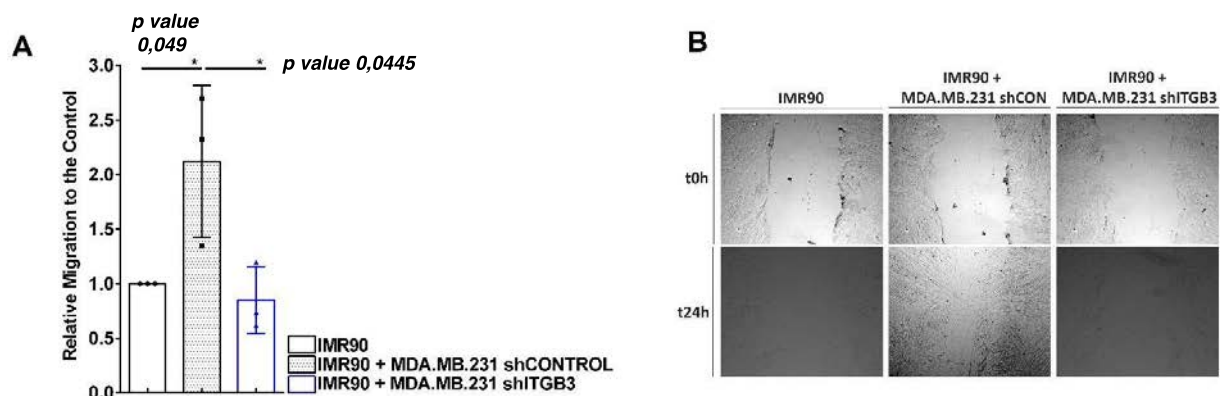 A
p value
0,049
* * p value 0,0445
Relative Migration to the Control
3.0
2.5
2.0
1.5
1.0
0.5
0.0
IMR90
IMR90 + MDA.MB.231 shCONTROL
IMR90 + MDA.MB.231 shITGB3
B
IMR90
IMR90 +
MDA.MB.231 shCON
IMR90 +
MDA.MB.231 shITGB3
t0h
t24h